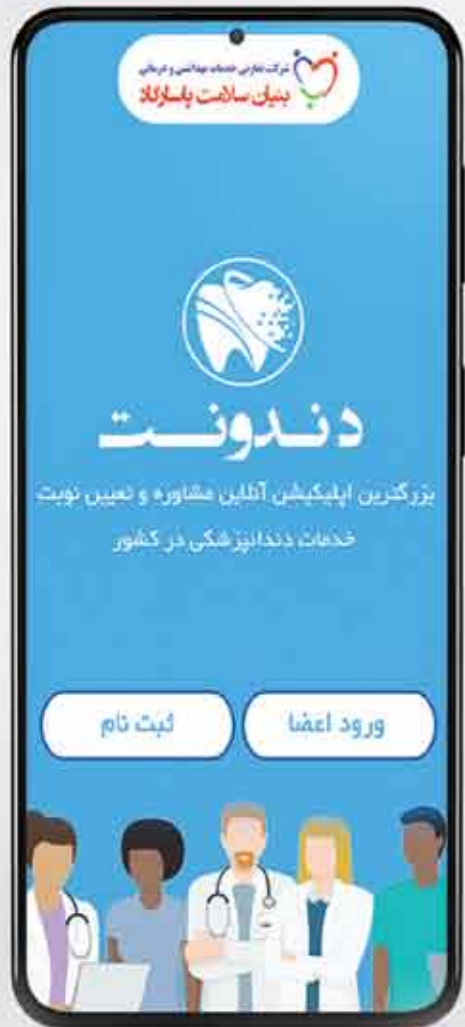 شرکت تعاونی خدمات بهداشتی و درمانی
بنیان سلامت پاسارگاد
دندونت
بزرگترین اپلیکیشن آنلاین مشاوره و تعیین نوبت
خدمات دندانپزشکی در کشور
ورود اعضا
ثبت نام